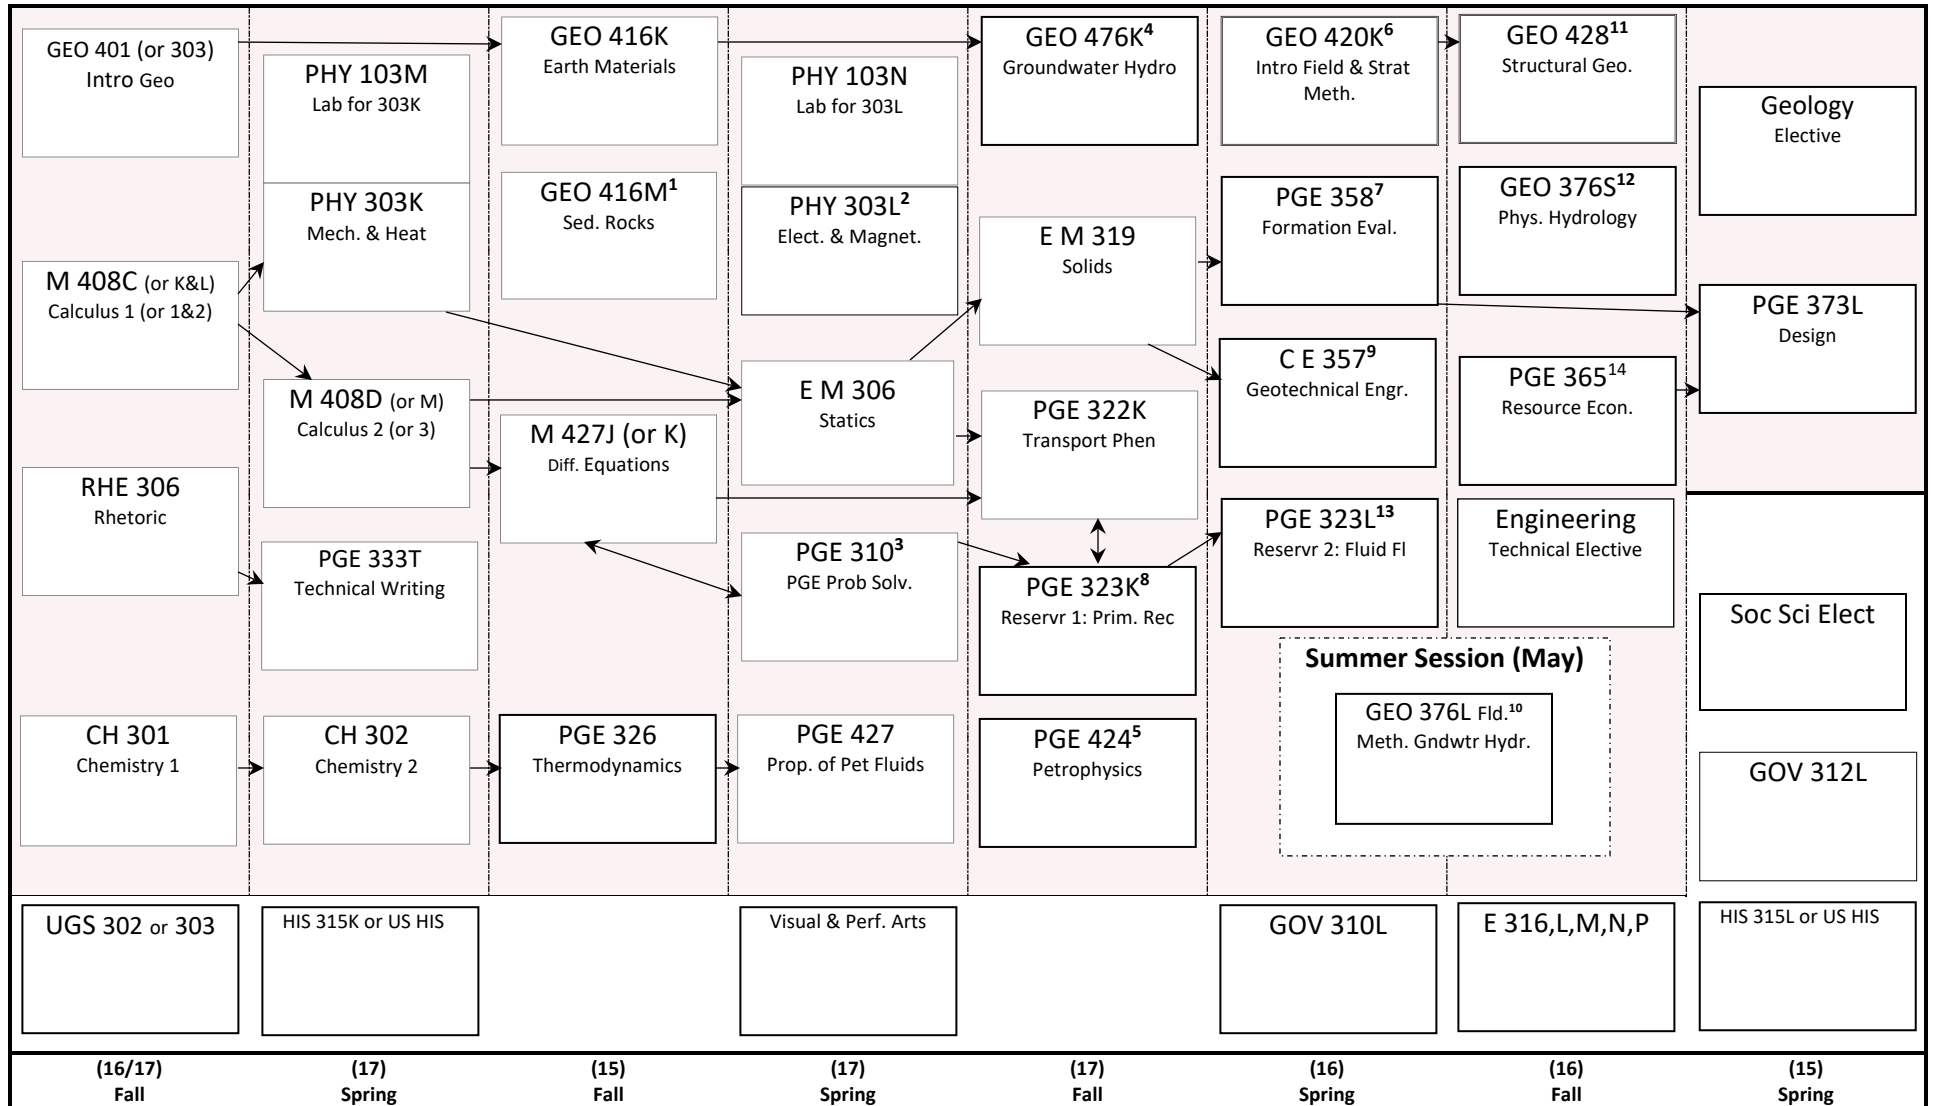 GEO 401 (or 303)
Intro Geo
M 408C (or K&L)
Calculus 1 (or 1&2)
RHE 306
Rhetoric
CH 301
Chemistry 1
UGS 302 or 303
(16/17)
Fall
PHY 103M
Lab for 303K
PHY 303K
Mech. & Heat
M 408D (or M)
Calculus 2 (or 3)
PGE 333T
Technical Writing
CH 302
Chemistry 2
HIS 315K or US HIS
(17)
Spring
GEO 416K
Earth Materials
GEO 416M1
Sed. Rocks
M 427J (or K)
Diff. Equations
PGE 326
Thermodynamics
(15)
Fall
PHY 103N
Lab for 303L
PHY 303L2
Elect. & Magnet.
E M 306
Statics
PGE 3103
PGE Prob Solv.
PGE 427
Prop. of Pet Fluids
Visual & Perf. Arts
(17)
Spring
GEO 476K4
Groundwater Hydro
E M 319
Solids
PGE 322K
Transport Phen
PGE 323K8
Reservr 1: Prim. Rec
PGE 4245
Petrophysics
(17)
Fall
GEO 420K6
Intro Field & Strat
Meth.
PGE 3587
Formation Eval.
C E 3579
Geotechnical Engr.
PGE 323L13
Reservr 2: Fluid Fl
Summer Session (May)
GEO 376L Fld.10
Meth. Gndwtr Hydr.
GOV 310L
(16)
Spring
GEO 42811
Structural Geo.
GEO 376S12
Phys. Hydrology
PGE 36514
Resource Econ.
Engineering
Technical Elective
E 316,L,M,N,P
(16)
Fall
Geology
Elective
PGE 373L
Design
Soc Sci Elect
GOV 312L
HIS 315L or US HIS
(15)
Spring